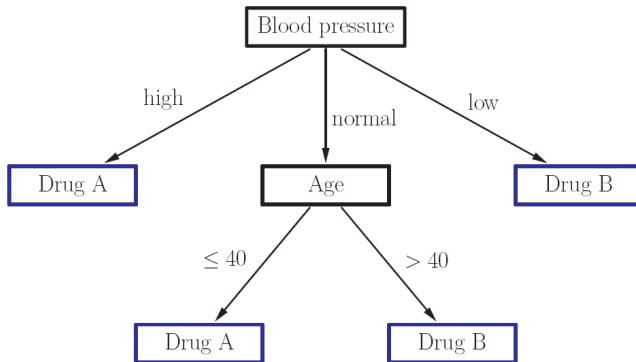 Blood pressure
high
normal
low
Drug A
Age
Drug B
≤ 40
> 40
Drug A
Drug B